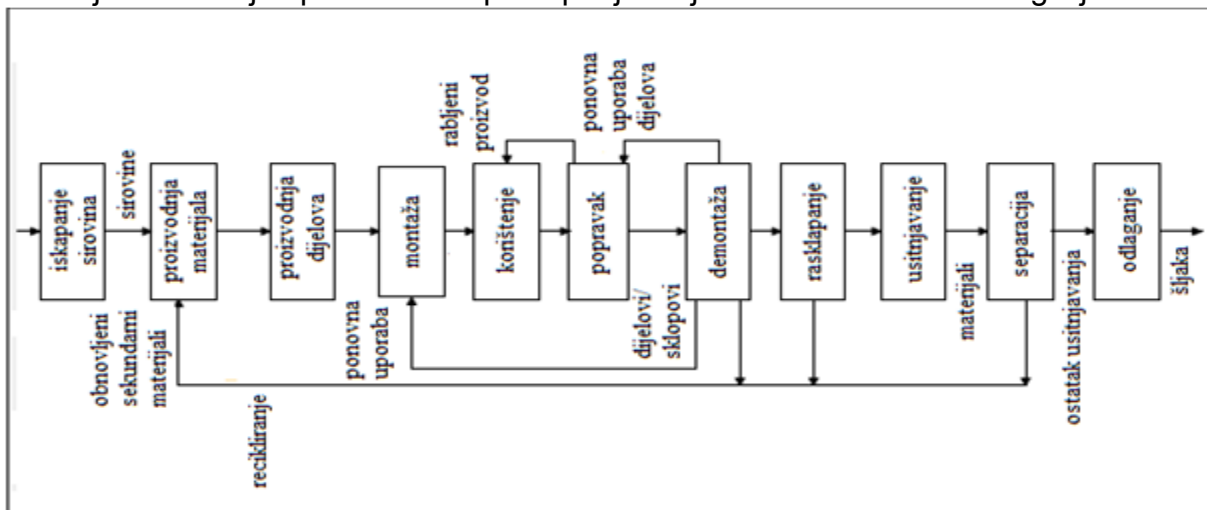 iskapanje
sirovina
sirovine
proizvodnja
materijala
proizvodnja
dijelova
montaža
korištenje
rabljeni
proizvod
popravak
ponovna
uporaba
dijelova
demontaža
dijelovi/
sklopovi
rasklapanje
usitnjavanje
materijali
separacija
ostatak usitnjavanja
odlaganje
šljaka
obnovljeni
sekundarni
materijali
ponovna
uporaba
recikliranje